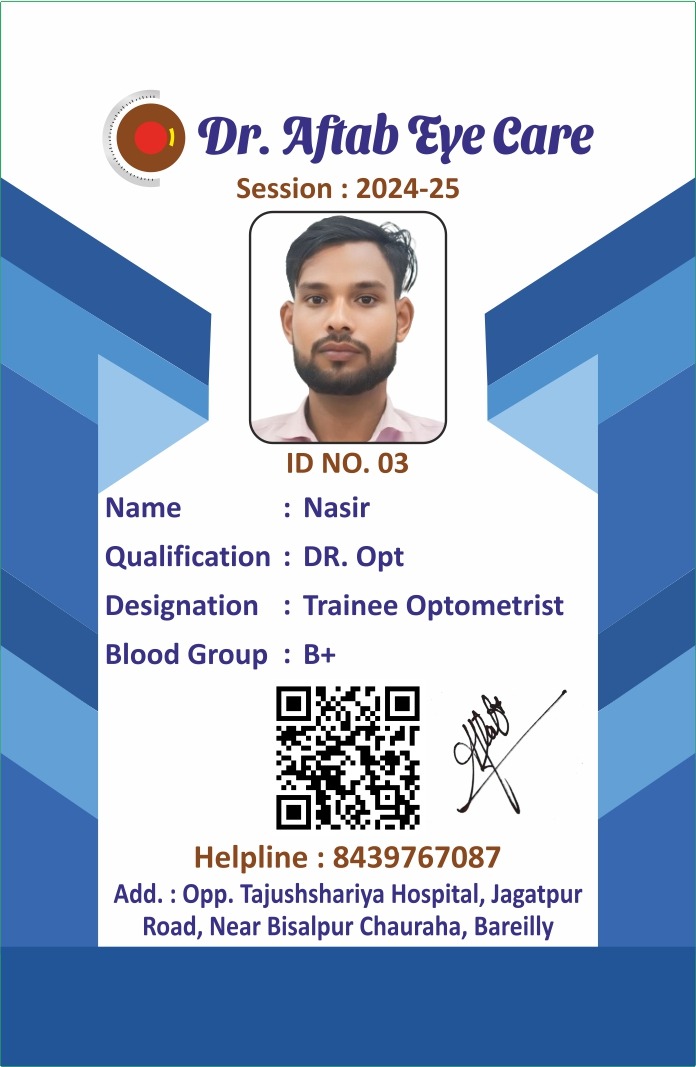 Dr. Aftab Eye Care
Session : 2024-25
ID NO. 03
Name : Nasir
Qualification : DR. Opt
Designation : Trainee Optometrist
Blood Group : B+
Helpline : 8439767087
Add. : Opp. Tajushshariya Hospital, Jagatpur
Road, Near Bisalpur Chauraha, Bareilly